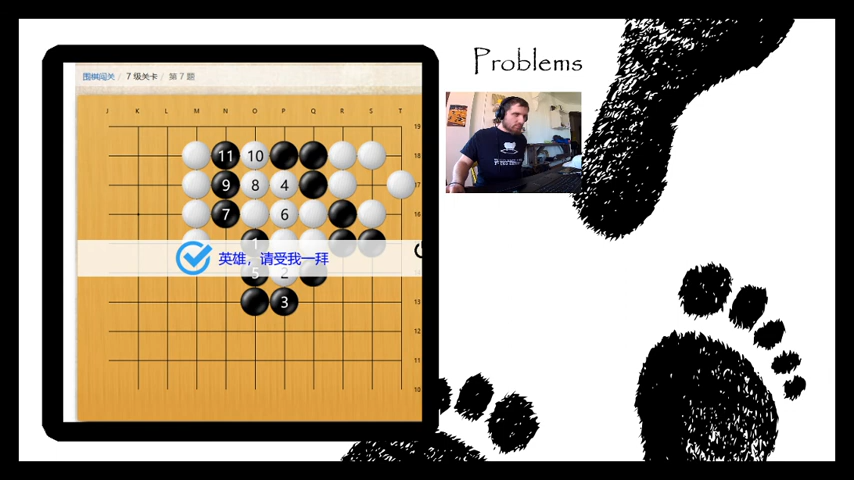 Problems
围棋闯关 / 7 级关卡 / 第 7 题
J K L M N O P Q R S T
19
11 10 18
9 8 4 17
7 6 16
1
英雄，请受我一拜
5 2
3 13
12
11
10